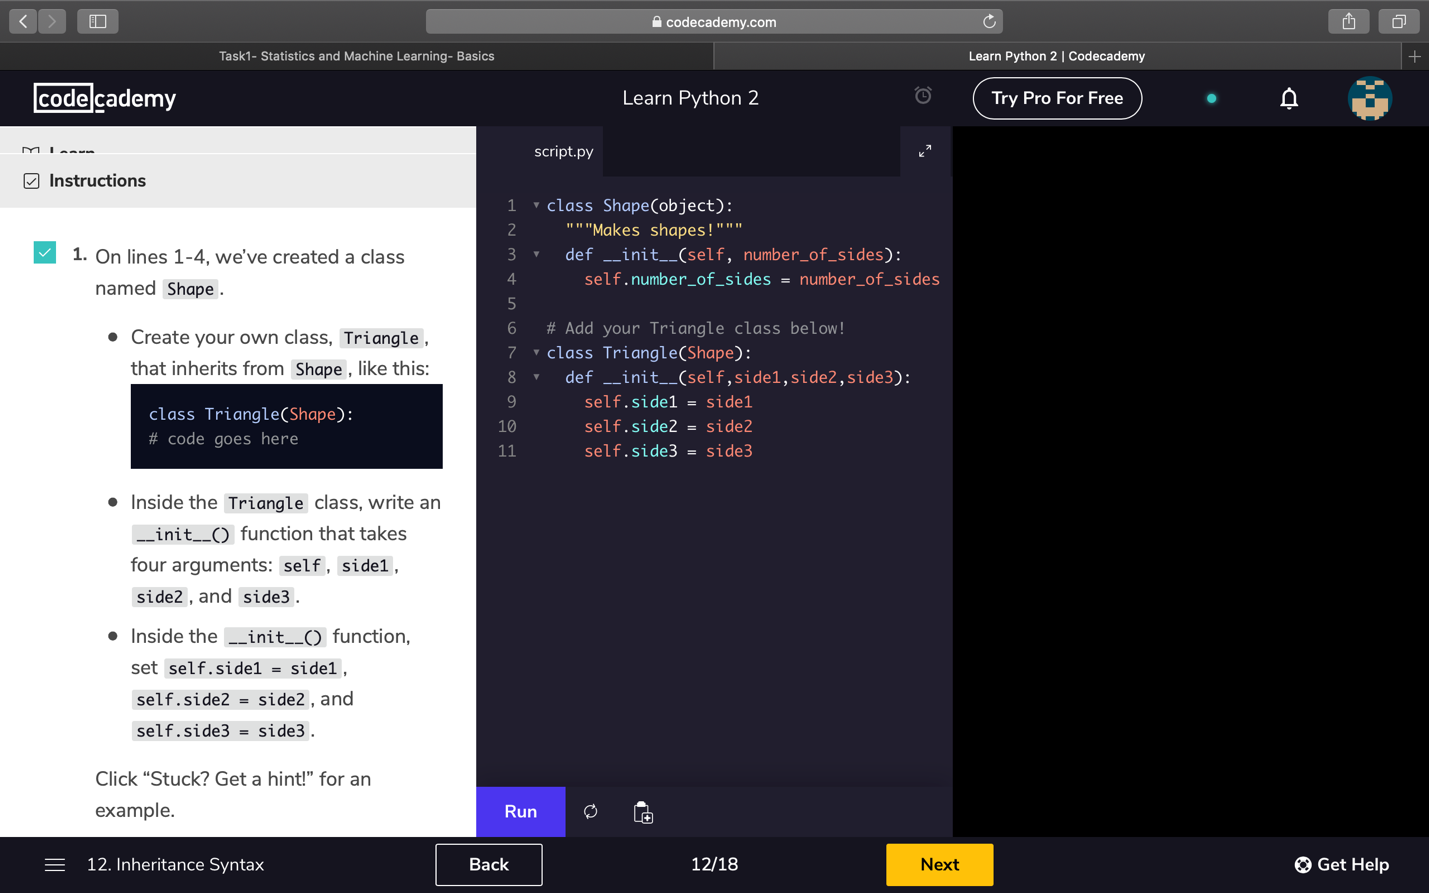 codecademy.com
Task1- Statistics and Machine Learning- Basics
Learn Python 2 | Codecademy
codecademy
Learn Python 2
Try Pro For Free
Learn
Instructions
script.py
1. On lines 1-4, we’ve created a class
named Shape.
Create your own class, Triangle,
that inherits from Shape, like this:
class Triangle(Shape):
# code goes here
Inside the Triangle class, write an
__init__() function that takes
four arguments: self, side1,
side2, and side3.
Inside the __init__() function,
set self.side1 = side1,
self.side2 = side2, and
self.side3 = side3.
Click “Stuck? Get a hint!” for an
example.
1 class Shape(object):
2 """Makes shapes!"""
3 def __init__(self, number_of_sides):
4 self.number_of_sides = number_of_sides
5
6 # Add your Triangle class below!
7 class Triangle(Shape):
8 def __init__(self,side1,side2,side3):
9 self.side1 = side1
10 self.side2 = side2
11 self.side3 = side3
Run
12. Inheritance Syntax
Back
12/18
Next
Get Help